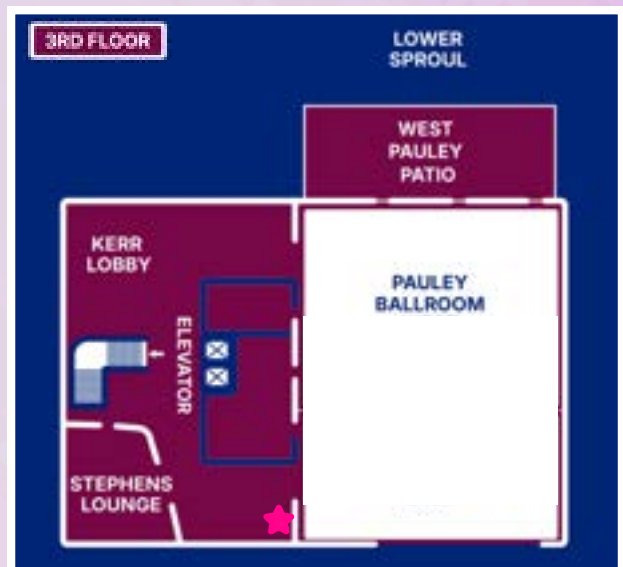 3RD FLOOR
LOWER
SPROUL
WEST
PAULEY
PATIO
KERR
LOBBY
PAULEY
BALLROOM
ELEVATOR
STEPHENS
LOUNGE